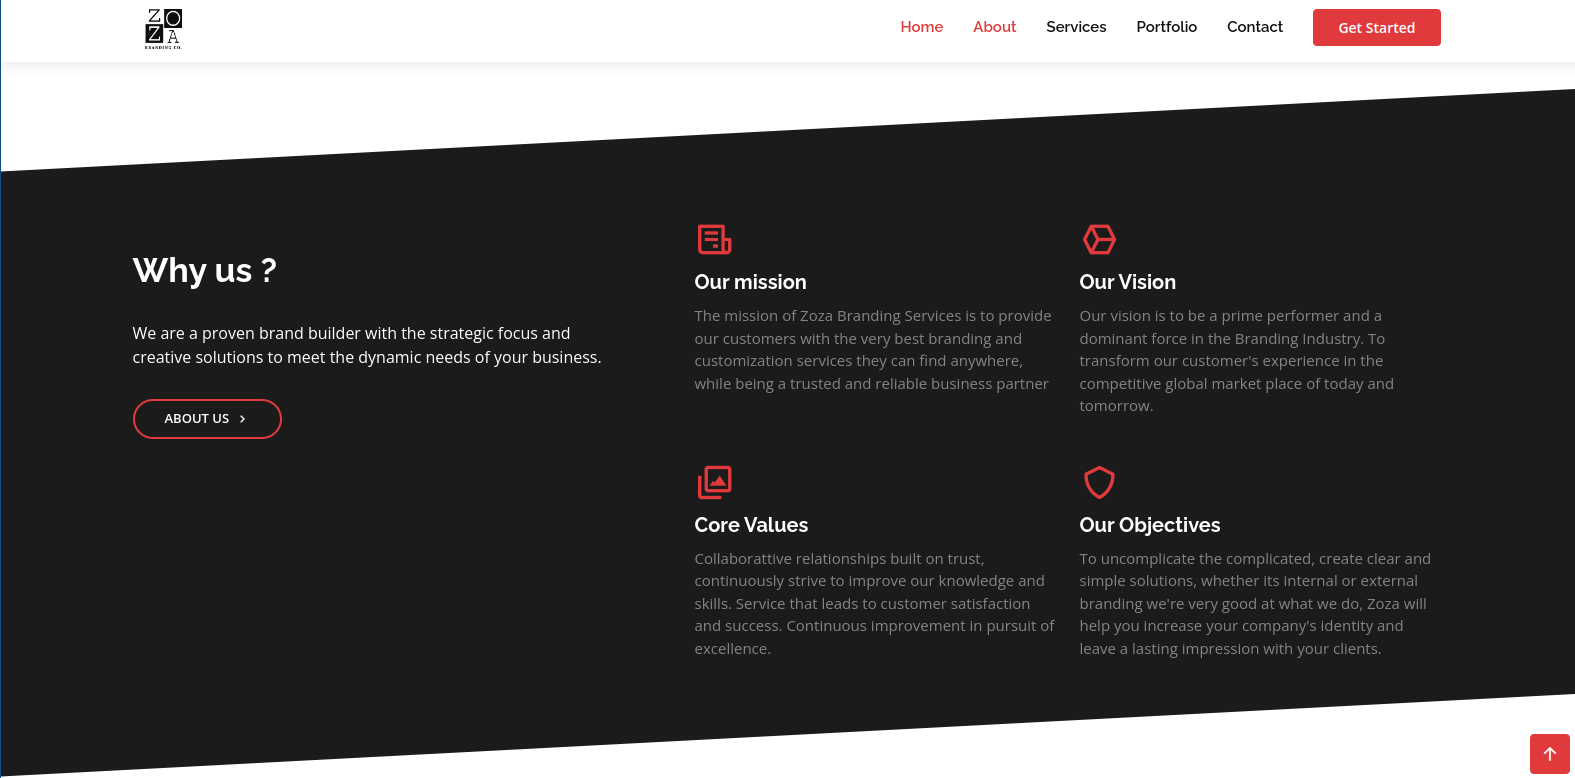 ZO
ZA
BRANDING CO.
Home About Services Portfolio Contact Get Started
Why us ?
We are a proven brand builder with the strategic focus and
creative solutions to meet the dynamic needs of your business.
ABOUT US
Our mission
The mission of Zoza Branding Services is to provide
our customers with the very best branding and
customization services they can find anywhere,
while being a trusted and reliable business partner
Our Vision
Our vision is to be a prime performer and a
dominant force in the Branding Industry. To
transform our customer's experience in the
competitive global market place of today and
tomorrow.
Core Values
Collaborattive relationships built on trust,
continuously strive to improve our knowledge and
skills. Service that leads to customer satisfaction
and success. Continuous improvement in pursuit of
excellence.
Our Objectives
To uncomplicate the complicated, create clear and
simple solutions, whether its internal or external
branding we're very good at what we do, Zoza will
help you increase your company's identity and
leave a lasting impression with your clients.